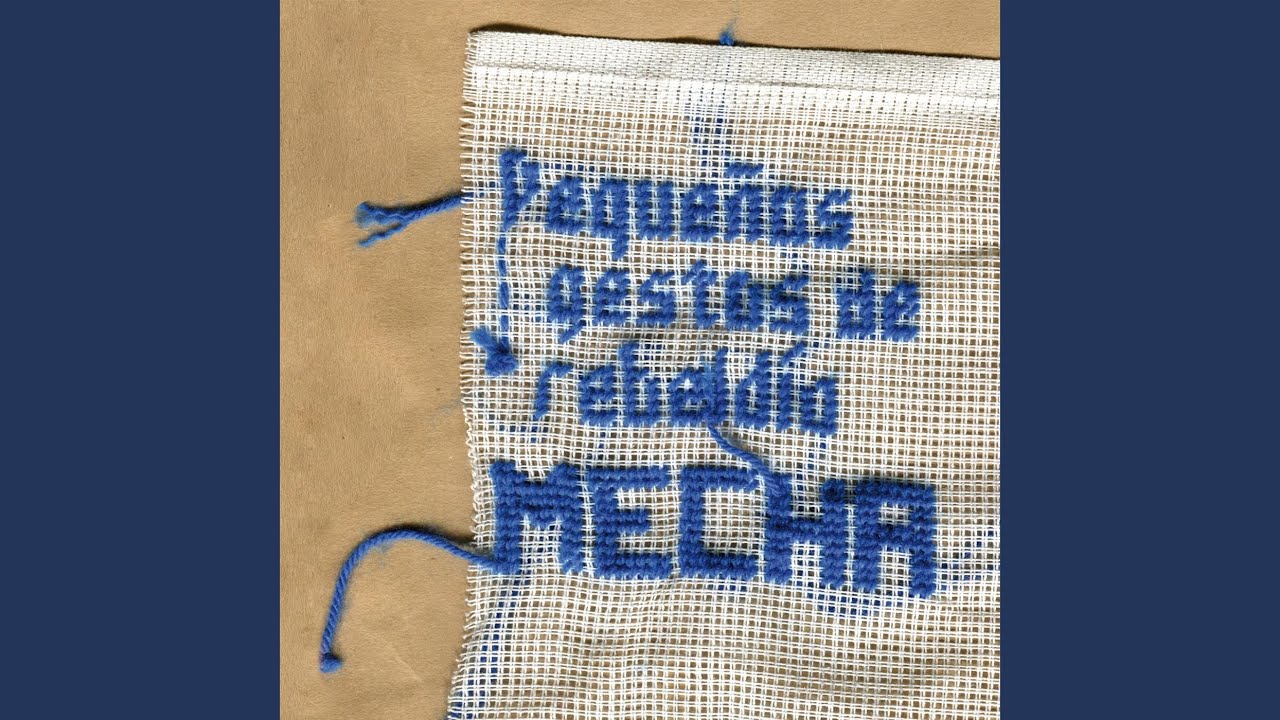 Pequeños
gestos de
rebeldía
MECHA